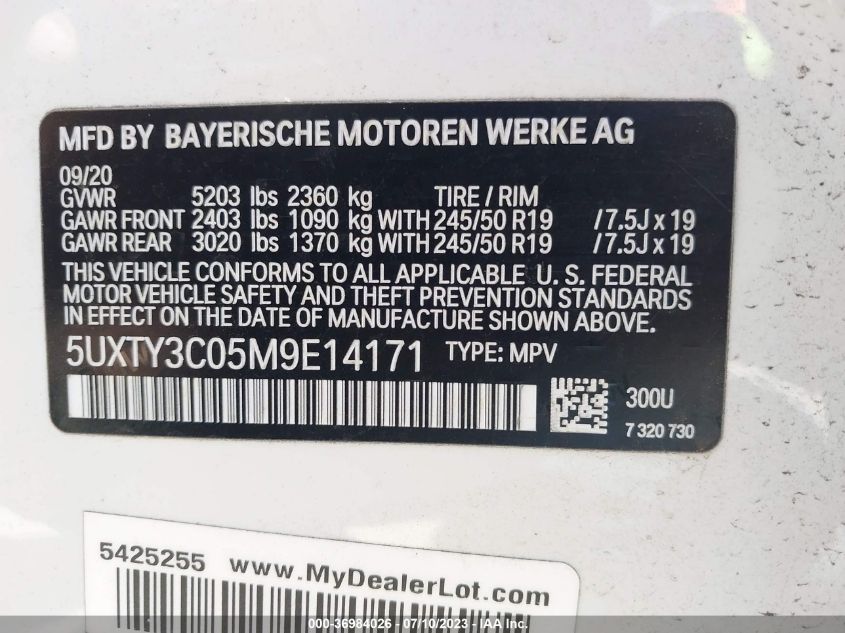 MFD BY BAYERISCHE MOTOREN WERKE AG
09/20
GVWR 5203 lbs 2360 kg TIRE / RIM
GAWR FRONT 2403 lbs 1090 kg WITH 245/50 R19 /7.5J x 19
GAWR REAR 3020 lbs 1370 kg WITH 245/50 R19 /7.5J x 19
THIS VEHICLE CONFORMS TO ALL APPLICABLE U. S. FEDERAL
MOTOR VEHICLE SAFETY AND THEFT PREVENTION STANDARDS
IN EFFECT ON THE DATE OF MANUFACTURE SHOWN ABOVE.
5UXTY3C05M9E14171 TYPE: MPV
300U
7 320 730
5425255 www.MyDealerLot.com
000-36984026 - 07/10/2023 - IAA Inc.